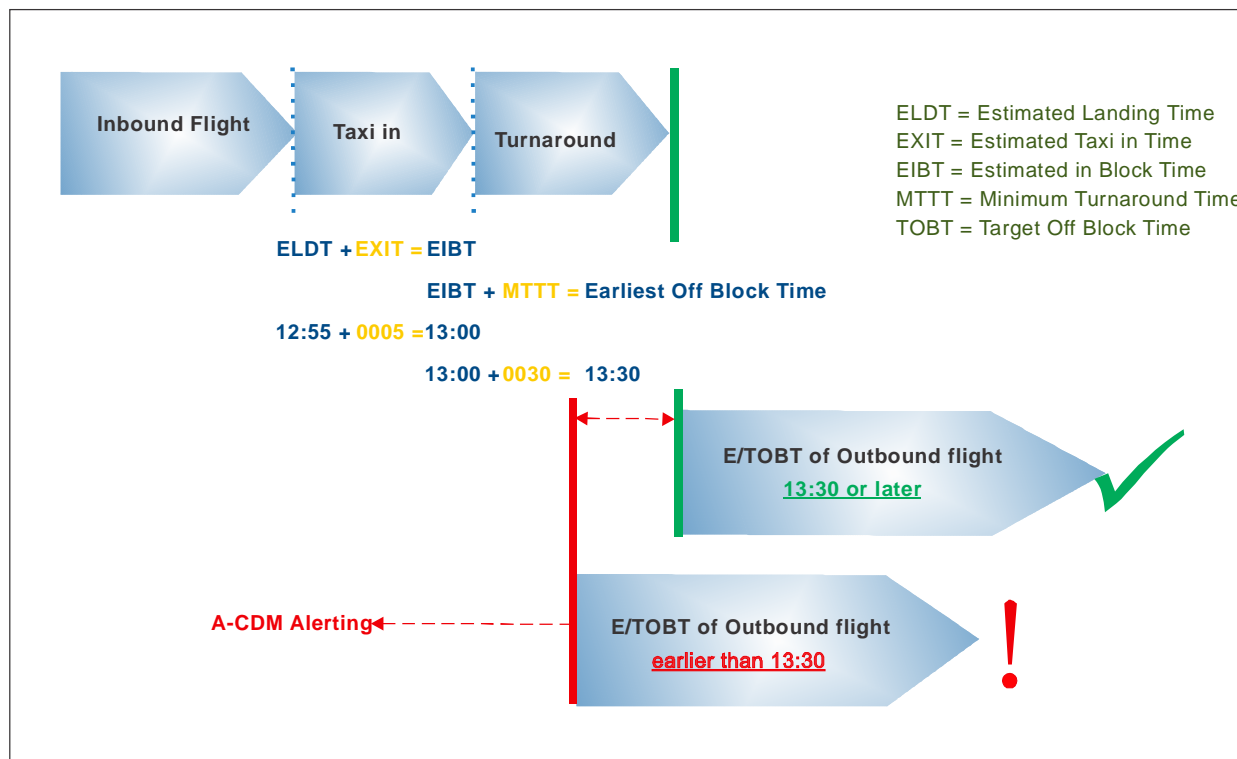 Inbound Flight
Taxi in
Turnaround
ELDT = Estimated Landing Time
EXIT = Estimated Taxi in Time
EIBT = Estimated in Block Time
MTTT = Minimum Turnaround Time
TOBT = Target Off Block Time
ELDT + EXIT = EIBT
EIBT + MTTT = Earliest Off Block Time
12:55 + 0005 =13:00
13:00 +0030 = 13:30
E/TOBT of Outbound flight
13:30 or later
A-CDM Alerting
E/TOBT of Outbound flight
earlier than 13:30
!